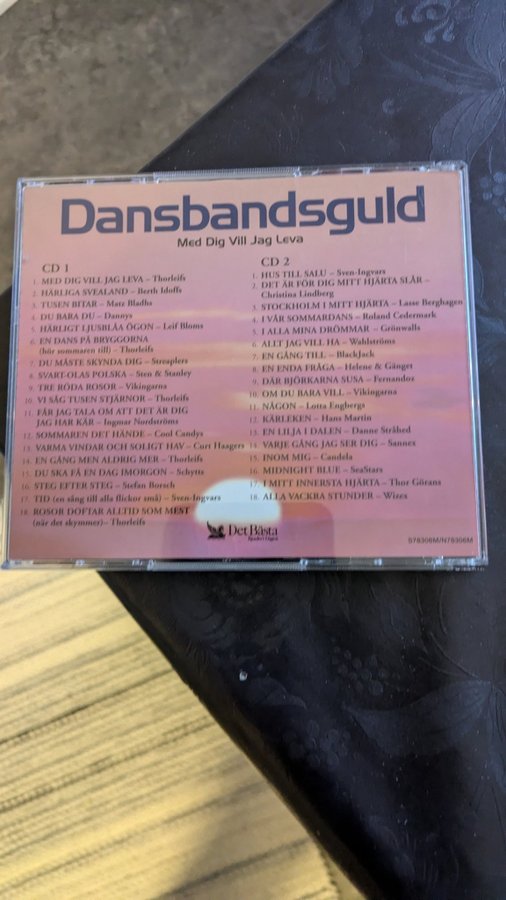 Dansbandsguld
Med Dig Vill Jag Leva
CD 1
1. MED DIG VILL JAG LEVA – Thorleifs
2. HÄRLIGA SVEALAND – Berth Idoffs
3. TUSEN BITAR – Matz Bladhs
4. DU BARA DU – Dannys
5. HÄRLIGT LJUSBLÅA ÖGON – Leif Bloms
6. EN DANS PÅ BRYGGORNA
(hör sommaren till) – Thorleifs
7. DU MÅSTE SKYNDA DIG – Streaplers
8. SVART-OLAS POLSKA – Sten & Stanley
9. TRE RÖDA ROSOR – Vikingarna
10. VI SÅG TUSEN STJÄRNOR – Thorleifs
11. FÅR JAG TALA OM ATT DET ÄR DIG
JAG HAR KÄR – Ingmar Nordströms
12. SOMMAREN DET HÄNDE – Cool Candys
13. VARMA VINDAR OCH SOLIGT HAV – Curt Haagers
14. EN GÅNG MEN ALDRIG MER – Thorleifs
15. DU SKA FÅ EN DAG IMORGON – Schytts
16. STEG EFTER STEG – Stefan Borsch
17. TID (en sång till alla flickor små) – Sven-Ingvars
18. ROSOR DOFTAR ALLTID SOM MEST
(när det skymmer) – Thorleifs
CD 2
1. HUS TILL SALU – Sven-Ingvars
2. DET ÄR FÖR DIG MITT HJÄRTA SLÅR –
Christina Lindberg
3. STOCKHOLM I MITT HJÄRTA – Lasse Berghagen
4. I VÅR SOMMARDANS – Roland Cedermark
5. I ALLA MINA DRÖMMAR – Grönwalls
6. ALLT JAG VILL HA – Wahlströms
7. EN GÅNG TILL – BlackJack
8. EN ENDA FRÅGA – Helene & Gänget
9. DÄR BJÖRKARNA SUSA – Fernandoz
10. OM DU BARA VILL – Vikingarna
11. NÅGON – Lotta Engbergs
12. KÄRLEKEN – Hans Martin
13. EN LILJA I DALEN – Danne Stråhed
14. VARJE GÅNG JAG SER DIG – Sannex
15. INOM MIG – Candela
16. MIDNIGHT BLUE – SeaStars
17. I MITT INNERSTA HJÄRTA – Thor Görans
18. ALLA VACKRA STUNDER – Wizex
Det Bästa
Reader's Digest
S78306M/N78306M